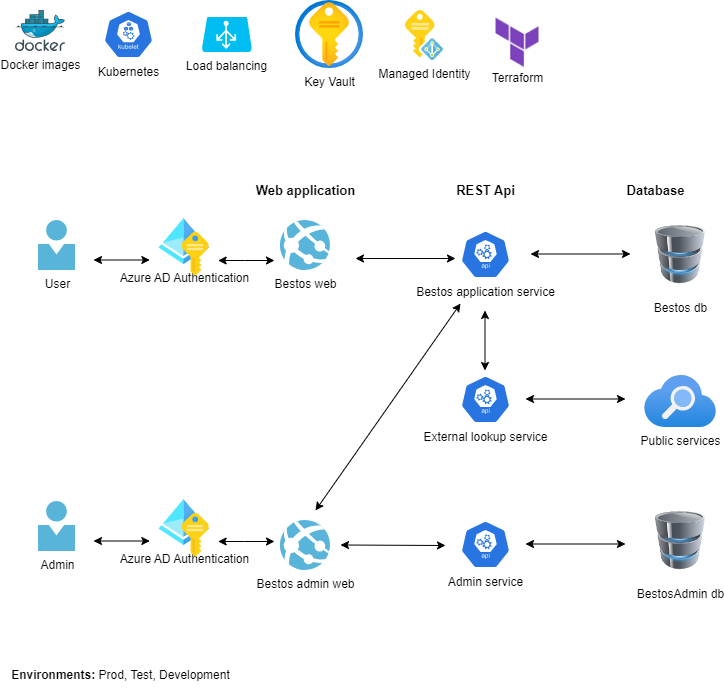 docker
Docker images
kubelet
Kubernetes
Load balancing
Key Vault
Managed Identity
Terraform
Web application
REST Api
Database
User
Azure AD Authentication
Bestos web
api
Bestos application service
Bestos db
api
External lookup service
Public services
Admin
Azure AD Authentication
Bestos admin web
api
Admin service
BestosAdmin db
Environments: Prod, Test, Development